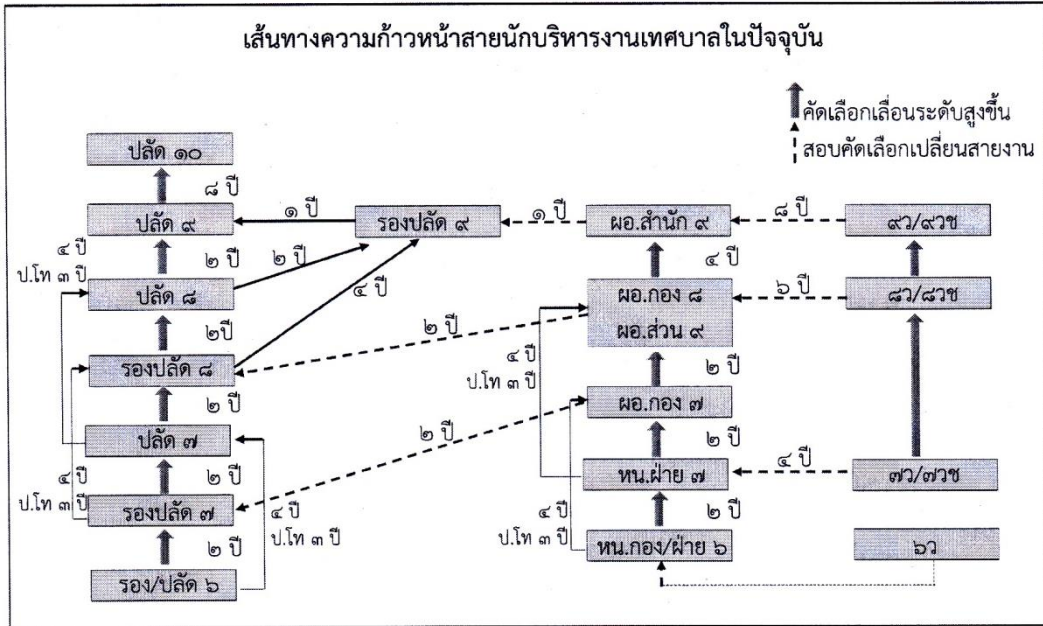 เส้นทางความก้าวหน้าสายนักบริหารงานเทศบาลในปัจจุบัน
คัดเลือกเลื่อนระดับสูงขึ้น
สอบคัดเลือกเปลี่ยนสายงาน
ปลัด ๑๐
๘ ปี
ปลัด ๙
๑ ปี
รองปลัด ๙
๑ ปี
ผอ.สำนัก ๙
๘ ปี
๙ว/๙วช
๔ ปี
ป.โท ๓ ปี
๒ ปี
๒ ปี
๔ ปี
๔ ปี
ปลัด ๘
ผอ.กอง ๘
ผอ.ส่วน ๙
๖ ปี
๘ว/๘วช
๒ปี
๒ ปี
รองปลัด ๘
๔ ปี
ป.โท ๓ ปี
๒ ปี
๒ ปี
ผอ.กอง ๗
ปลัด ๗
๒ ปี
๒ ปี
๔ ปี
ป.โท ๓ ปี
๒ ปี
หน.ฝ่าย ๗
๔ ปี
๗ว/๗วช
รองปลัด ๗
๔ ปี
ป.โท ๓ ปี
๔ ปี
ป.โท ๓ ปี
๒ ปี
๒ ปี
หน.กอง/ฝ่าย ๖
๖ว
รอง/ปลัด ๖